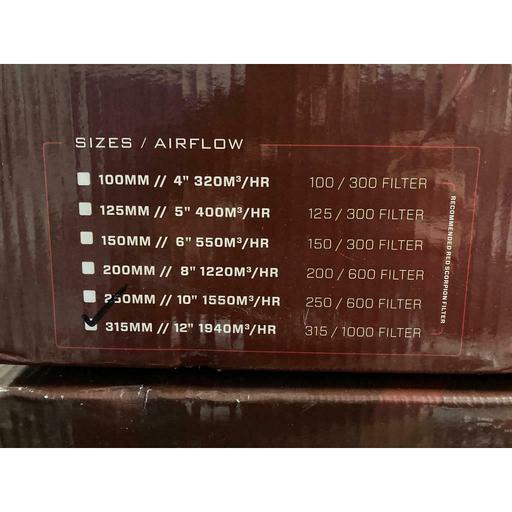 SIZES / AIRFLOW
100MM // 4" 320M³/HR 100 / 300 FILTER
125MM // 5" 400M³/HR 125 / 300 FILTER
150MM // 6" 550M³/HR 150 / 300 FILTER
200MM // 8" 1220M³/HR 200 / 600 FILTER
250MM // 10" 1550M³/HR 250 / 600 FILTER
315MM // 12" 1940M³/HR 315 / 1000 FILTER
RECOMMENDED RED SCORPION FILTER